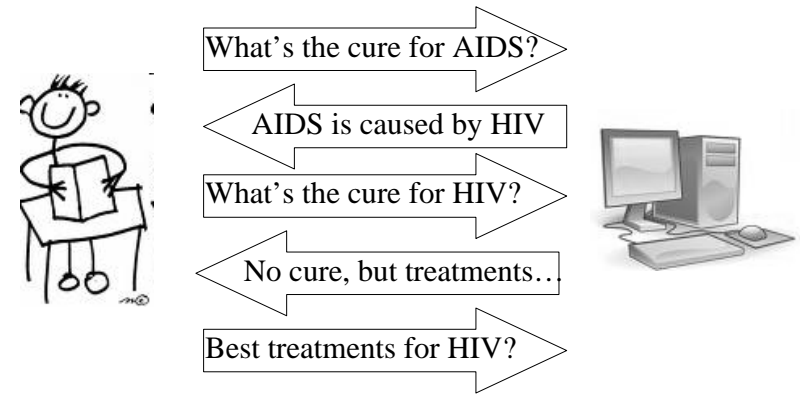 What’s the cure for AIDS?
AIDS is caused by HIV
What’s the cure for HIV?
No cure, but treatments…
Best treatments for HIV?